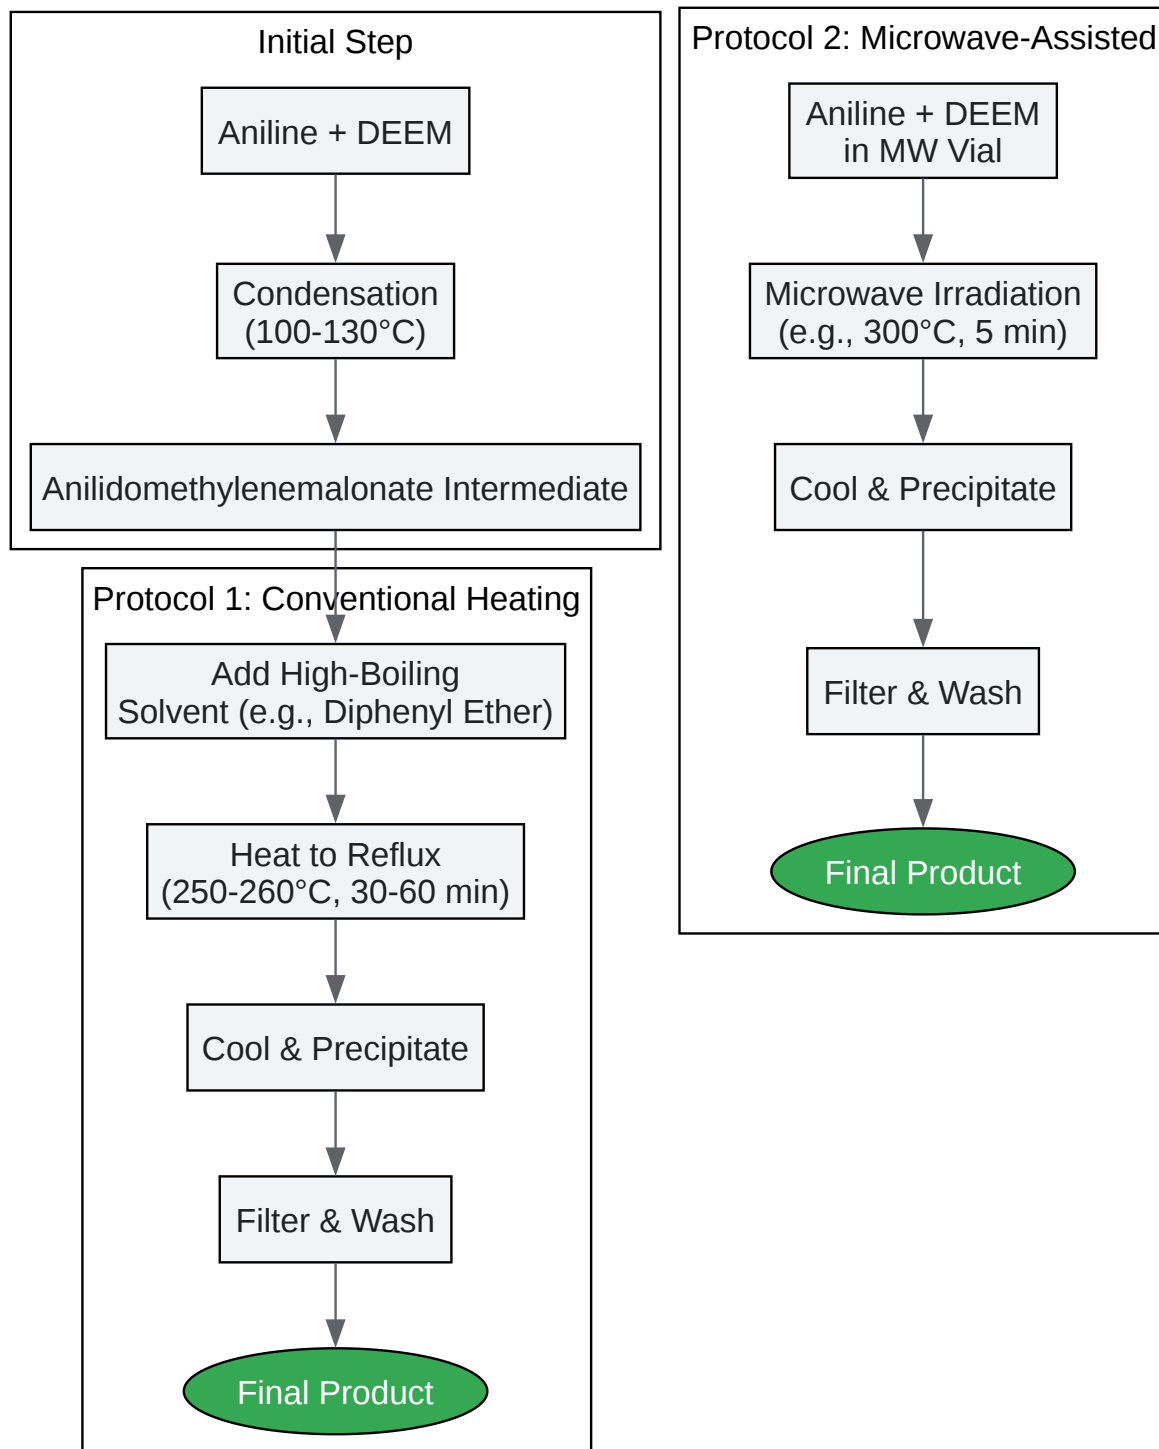 Initial Step
Aniline + DEEM
Condensation
(100-130°C)
Anilidomethylenemalonate Intermediate
Protocol 1: Conventional Heating
Add High-Boiling
Solvent (e.g., Diphenyl Ether)
Heat to Reflux
(250-260°C, 30-60 min)
Cool & Precipitate
Filter & Wash
Final Product
Protocol 2: Microwave-Assisted
Aniline + DEEM
in MW Vial
Microwave Irradiation
(e.g., 300°C, 5 min)
Cool & Precipitate
Filter & Wash
Final Product